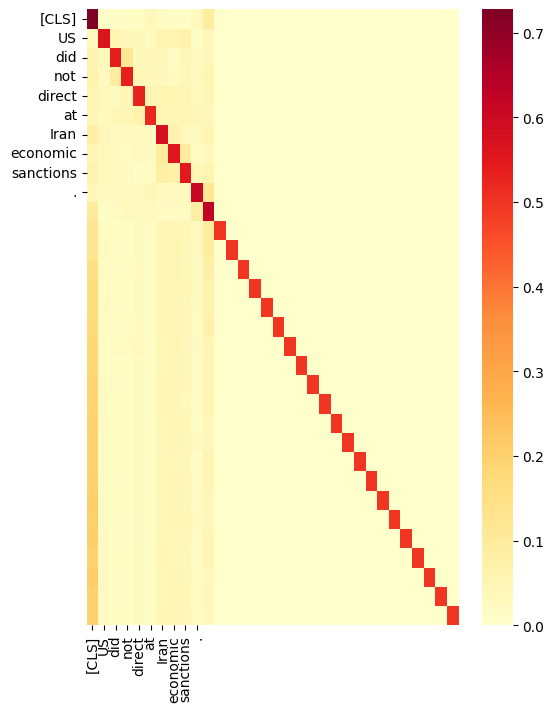 [CLS]
US
did
not
direct
at
Iran
economic
sanctions
.
0.7
0.6
0.5
0.4
0.3
0.2
0.1
0.0
[CLS]
US
did
not
direct
at
Iran
economic
sanctions
.